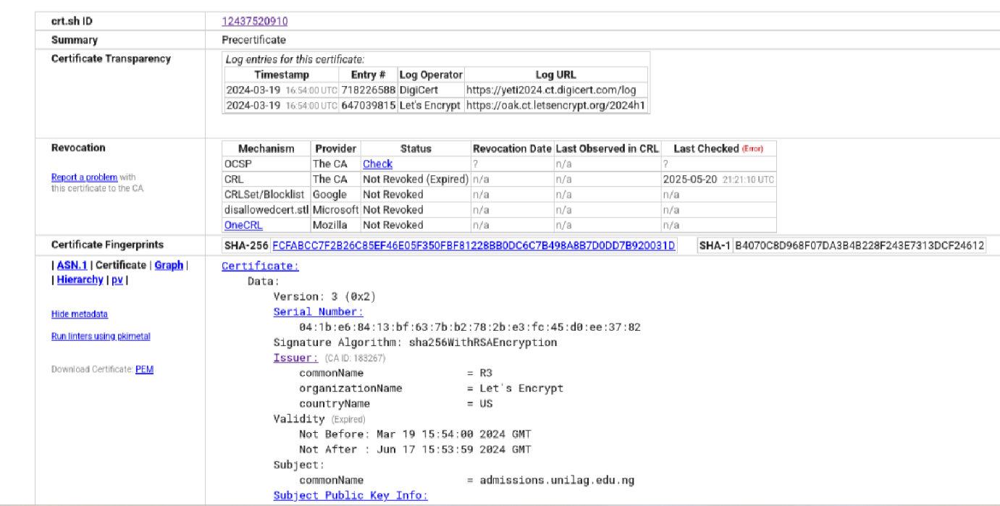 crt.sh ID 12437520910
Summary Precertificate
Certificate Transparency Log entries for this certificate:
Timestamp Entry # Log Operator Log URL
2024-03-19 16:54:00 UTC 718226588 DigiCert https://yeti2024.ct.digicert.com/log
2024-03-19 16:54:00 UTC 647039815 Let's Encrypt https://oak.ct.letsencrypt.org/2024h1
Revocation Mechanism Provider Status Revocation Date Last Observed in CRL Last Checked (Error)
OCSP The CA Check ? n/a ?
Report a problem with CRL The CA Not Revoked (Expired) n/a n/a 2025-05-20 21:21:10 UTC
this certificate to the CA CRLSet/Blocklist Google Not Revoked n/a n/a n/a
disallowedcert.stl Microsoft Not Revoked n/a n/a n/a
OneCRL Mozilla Not Revoked n/a n/a n/a
Certificate Fingerprints SHA-256 FCFABCC7F2B26C85EF46E05F350FBF81228BB0DC6C7B498A8B7D0DD7B920031D SHA-1 B4070C8D968F07DA3B4B228F243E7313DCF24612
| ASN.1 | Certificate | Graph | Certificate:
| Hierarchy | pv | Data:
Version: 3 (0x2)
Hide metadata Serial Number:
04:1b:e6:84:13:bf:63:7b:b2:78:2b:e3:fc:45:d0:ee:37:82
Run linters using pkimetal Signature Algorithm: sha256WithRSAEncryption
Issuer: (CA ID: 183267)
Download Certificate: PEM commonName = R3
organizationName = Let's Encrypt
countryName = US
Validity (Expired)
Not Before: Mar 19 15:54:00 2024 GMT
Not After : Jun 17 15:53:59 2024 GMT
Subject:
commonName = admissions.unilag.edu.ng
Subject Public Key Info: